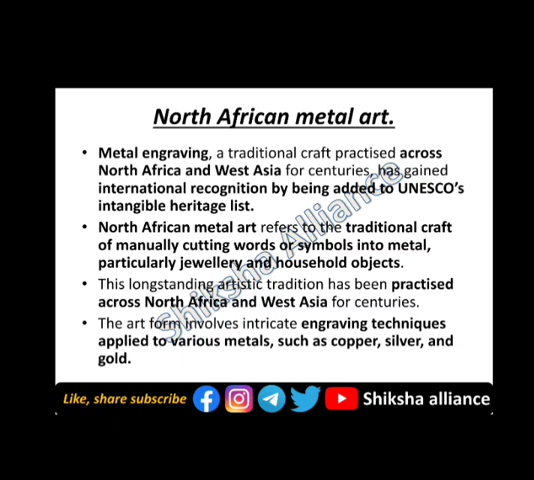 North African metal art.
• Metal engraving, a traditional craft practised across
North Africa and West Asia for centuries, has gained
international recognition by being added to UNESCO's
intangible heritage list.
• North African metal art refers to the traditional craft
of manually cutting words or symbols into metal,
particularly jewellery and household objects.
• This longstanding artistic tradition has been practised
across North Africa and West Asia for centuries.
• The art form involves intricate engraving techniques
applied to various metals, such as copper, silver, and
gold.
Shiksha Alliance
Like, share subscribe Shiksha alliance